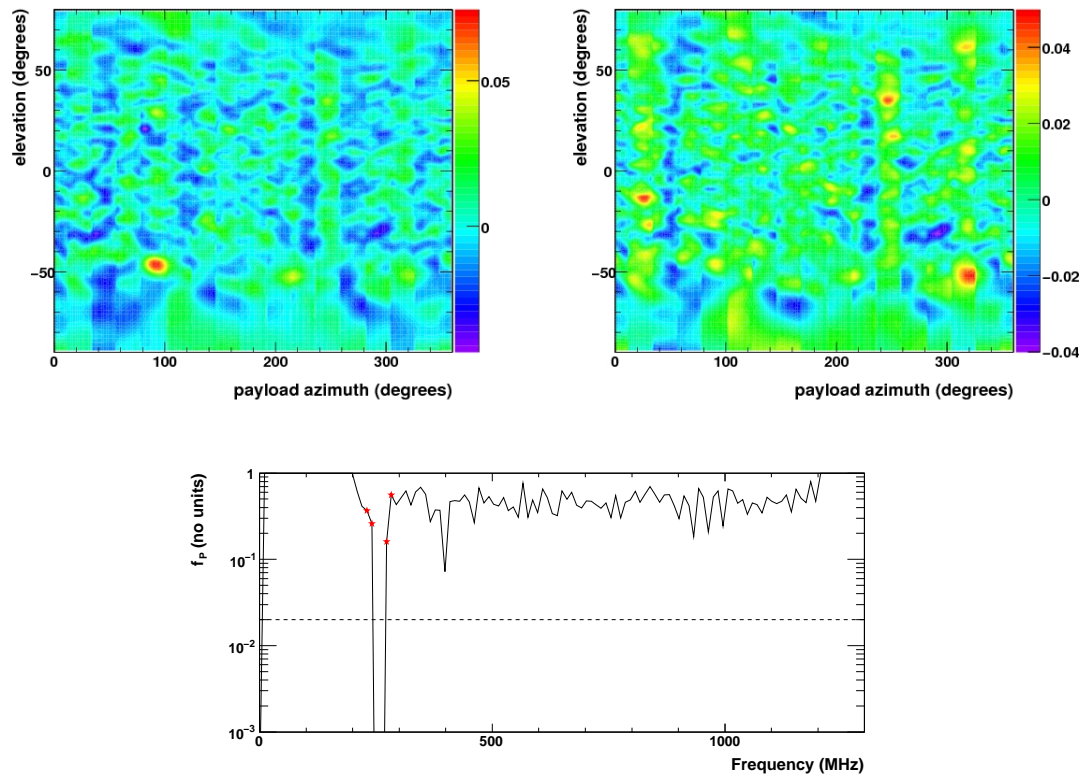 elevation (degrees)
50
0
−50
0 100 200 300
payload azimuth (degrees)
0.05
0
elevation (degrees)
50
0
−50
0 100 200 300
payload azimuth (degrees)
0.04
0.02
0
−0.02
−0.04
f_P (no units)
1
10^−1
10^−2
10^−3
0 500 1000
Frequency (MHz)